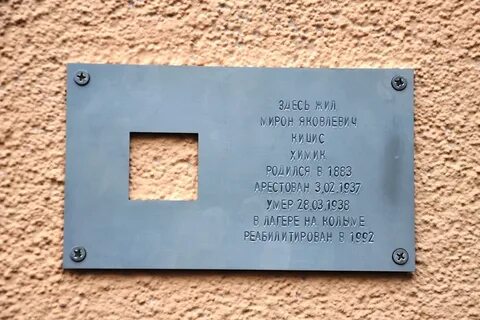 ЗДЕСЬ ЖИЛ
МИРОН ЯКОВЛЕВИЧ
КИЦИС
ХИМИК
РОДИЛСЯ В 1883
АРЕСТОВАН 3.02.1937
УМЕР 28.03.1938
В ЛАГЕРЕ НА КОЛЫМЕ
РЕАБИЛИТИРОВАН В 1992